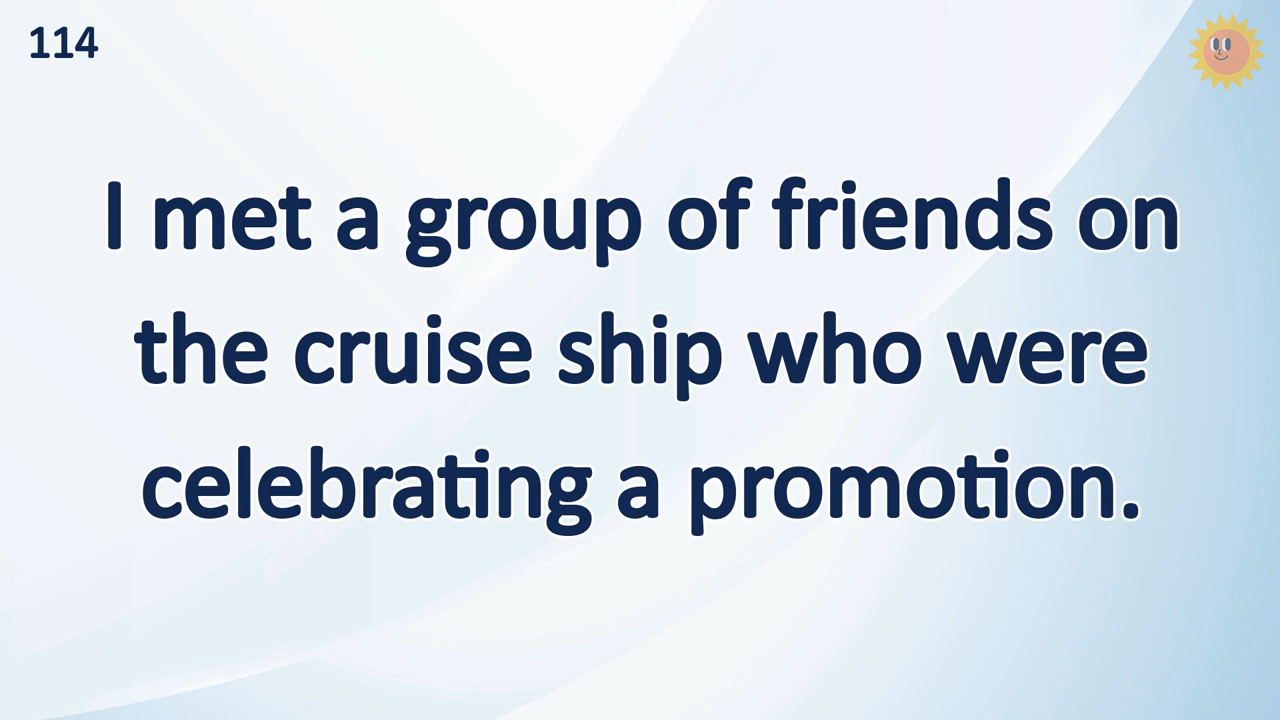 114
I met a group of friends on
the cruise ship who were
celebrating a promotion.